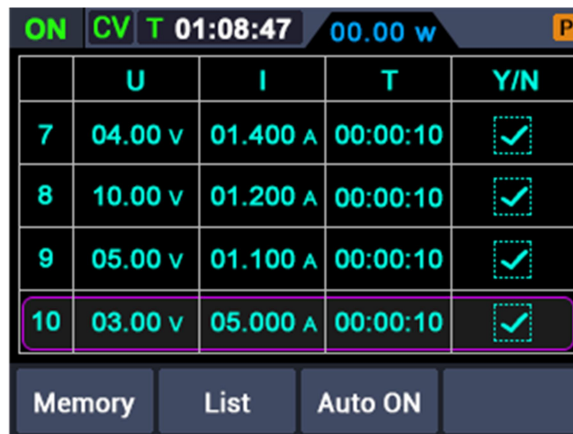 ON CV T 01:08:47 00.00 w P
U I T Y/N
7 04.00 V 01.400 A 00:00:10
8 10.00 V 01.200 A 00:00:10
9 05.00 V 01.100 A 00:00:10
10 03.00 V 05.000 A 00:00:10
Memory List Auto ON